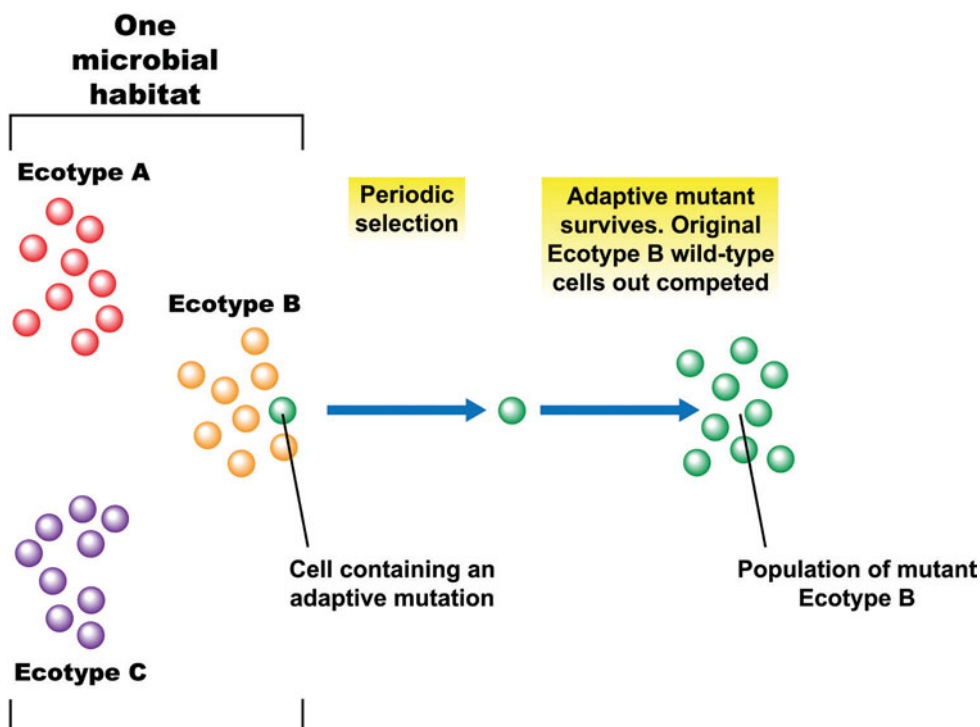 One
microbial
habitat
Ecotype A
Periodic
selection
Adaptive mutant
survives. Original
Ecotype B wild-type
cells out competed
Ecotype B
Cell containing an
adaptive mutation
Population of mutant
Ecotype B
Ecotype C